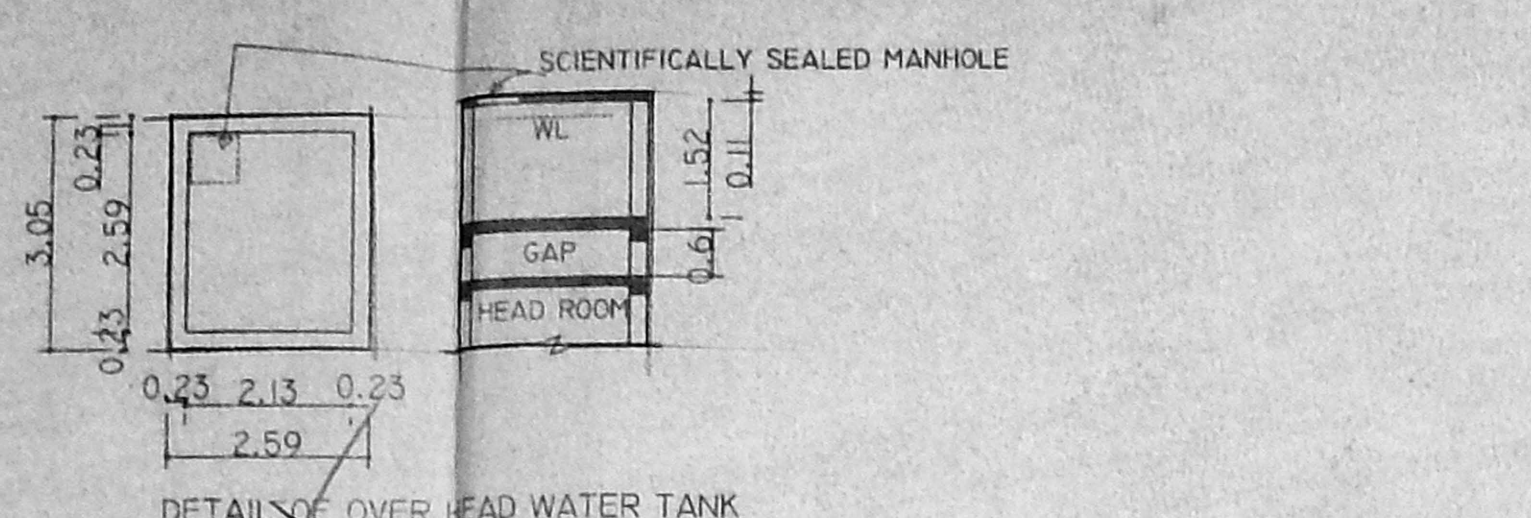 SCIENTIFICALLY SEALED MANHOLE
WL
1.52
0.11
0.23
2.59
3.05
0.23
GAP
0.6
HEAD ROOM
0.23 2.13 0.23
2.59
DETAIL OF OVER HEAD WATER TANK